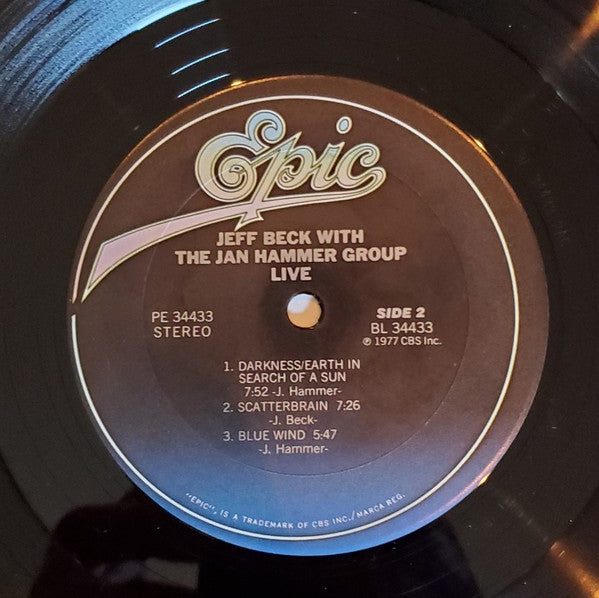 Epic
JEFF BECK WITH
THE JAN HAMMER GROUP
LIVE
PE 34433
STEREO
SIDE 2
BL 34433
℗ 1977 CBS Inc.
1. DARKNESS/EARTH IN
SEARCH OF A SUN
7:52 -J. Hammer-
2. SCATTERBRAIN 7:26
-J. Beck-
3. BLUE WIND 5:47
-J. Hammer-
"EPIC", IS A TRADEMARK OF CBS INC./MARCA REG.